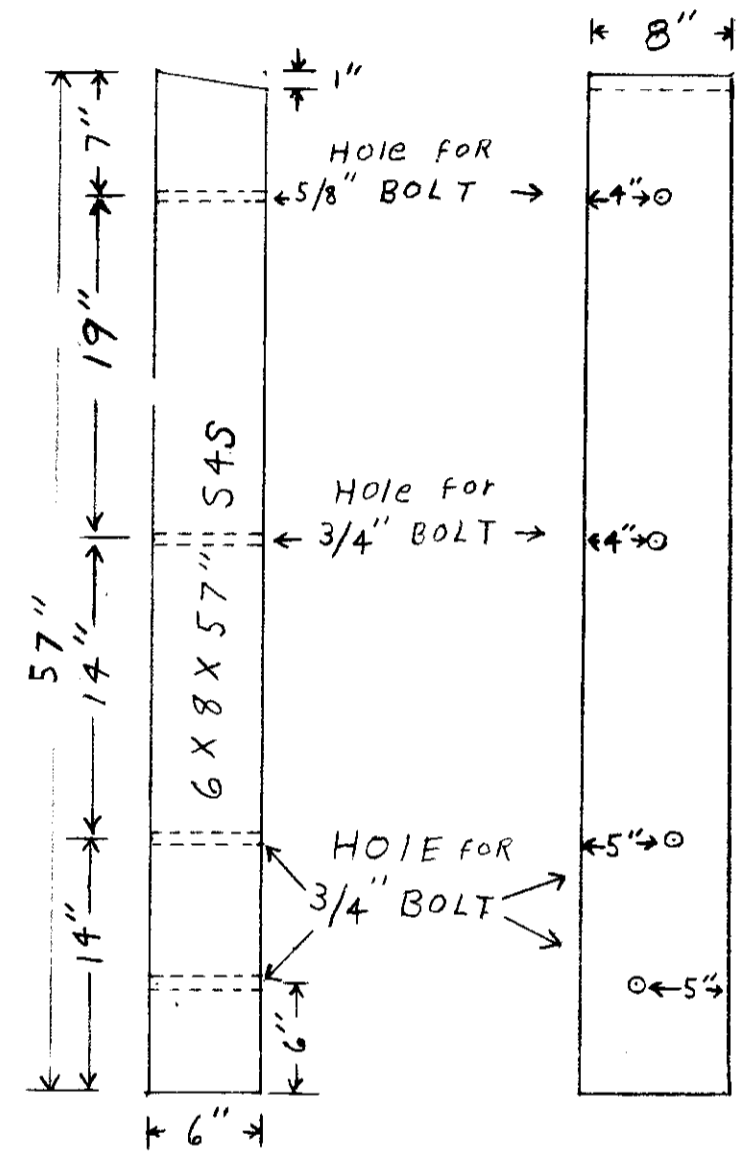 8"
1"
7"
Hole FOR
5/8" BOLT
4"
19"
6 X 8 X 57" S4S
Hole For
3/4" BOLT
4"
57"
14"
HOlE FOR
3/4" BOLT
5"
14"
5"
6"
6"